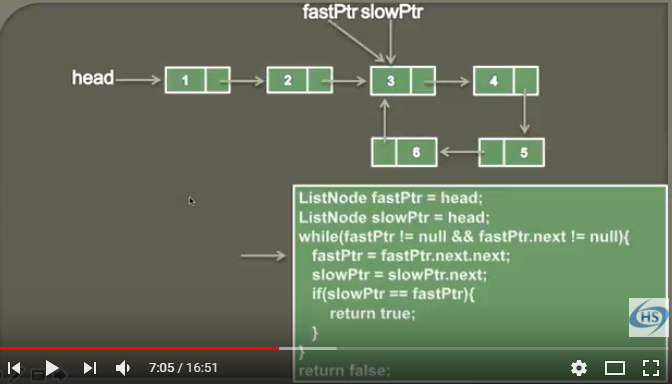 fastPtr slowPtr
head 1 2 3 4
6 5
ListNode fastPtr = head;
ListNode slowPtr = head;
while(fastPtr != null && fastPtr.next != null){
fastPtr = fastPtr.next.next;
slowPtr = slowPtr.next;
if(slowPtr == fastPtr){
return true;
}
}
return false;
HS
7:05 / 16:51